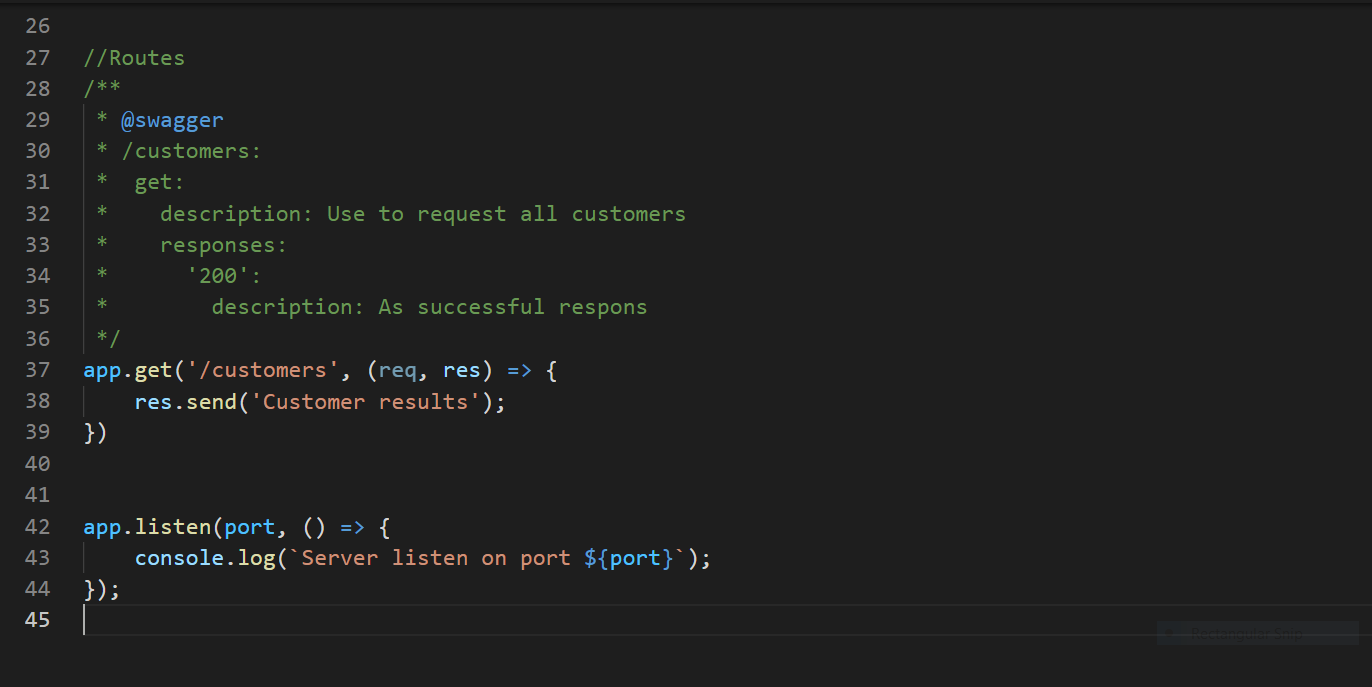 26
27 //Routes
28 /**
29  * @swagger
30  * /customers:
31  *  get:
32  *    description: Use to request all customers
33  *    responses:
34  *      '200':
35  *        description: As successful respons
36  */
37 app.get('/customers', (req, res) => {
38     res.send('Customer results');
39 })
40
41
42 app.listen(port, () => {
43     console.log(`Server listen on port ${port}`);
44 });
45
Rectangular Snip